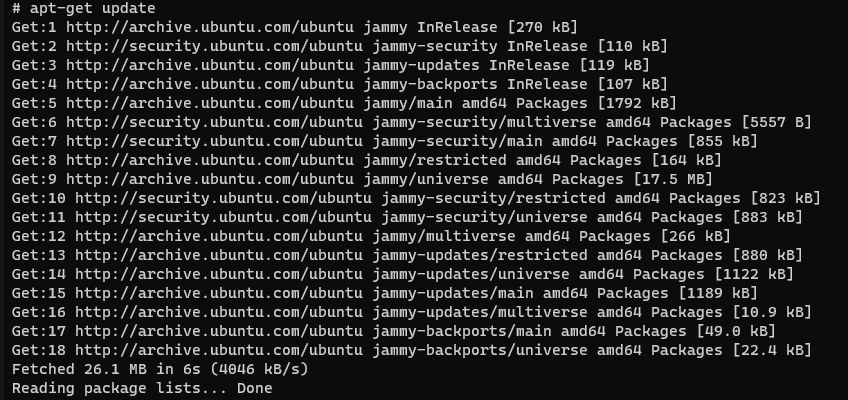 # apt-get update
Get:1 http://archive.ubuntu.com/ubuntu jammy InRelease [270 kB]
Get:2 http://security.ubuntu.com/ubuntu jammy-security InRelease [110 kB]
Get:3 http://archive.ubuntu.com/ubuntu jammy-updates InRelease [119 kB]
Get:4 http://archive.ubuntu.com/ubuntu jammy-backports InRelease [107 kB]
Get:5 http://archive.ubuntu.com/ubuntu jammy/main amd64 Packages [1792 kB]
Get:6 http://security.ubuntu.com/ubuntu jammy-security/multiverse amd64 Packages [5557 B]
Get:7 http://security.ubuntu.com/ubuntu jammy-security/main amd64 Packages [855 kB]
Get:8 http://archive.ubuntu.com/ubuntu jammy/restricted amd64 Packages [164 kB]
Get:9 http://archive.ubuntu.com/ubuntu jammy/universe amd64 Packages [17.5 MB]
Get:10 http://security.ubuntu.com/ubuntu jammy-security/restricted amd64 Packages [823 kB]
Get:11 http://security.ubuntu.com/ubuntu jammy-security/universe amd64 Packages [883 kB]
Get:12 http://archive.ubuntu.com/ubuntu jammy/multiverse amd64 Packages [266 kB]
Get:13 http://archive.ubuntu.com/ubuntu jammy-updates/restricted amd64 Packages [880 kB]
Get:14 http://archive.ubuntu.com/ubuntu jammy-updates/universe amd64 Packages [1122 kB]
Get:15 http://archive.ubuntu.com/ubuntu jammy-updates/main amd64 Packages [1189 kB]
Get:16 http://archive.ubuntu.com/ubuntu jammy-updates/multiverse amd64 Packages [10.9 kB]
Get:17 http://archive.ubuntu.com/ubuntu jammy-backports/main amd64 Packages [49.0 kB]
Get:18 http://archive.ubuntu.com/ubuntu jammy-backports/universe amd64 Packages [22.4 kB]
Fetched 26.1 MB in 6s (4046 kB/s)
Reading package lists... Done